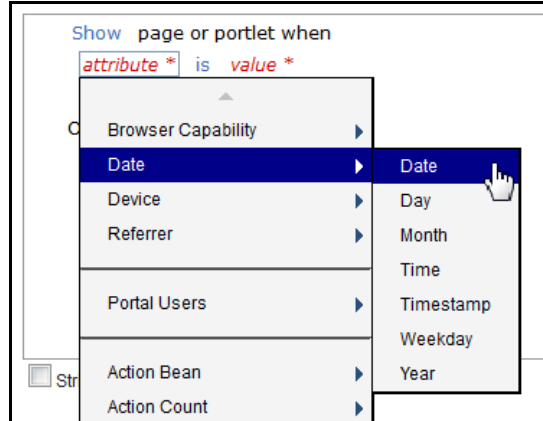 Show page or portlet when
attribute * is value *
Browser Capability
Date
Device
Referrer
Portal Users
Action Bean
Action Count
Date
Day
Month
Time
Timestamp
Weekday
Year